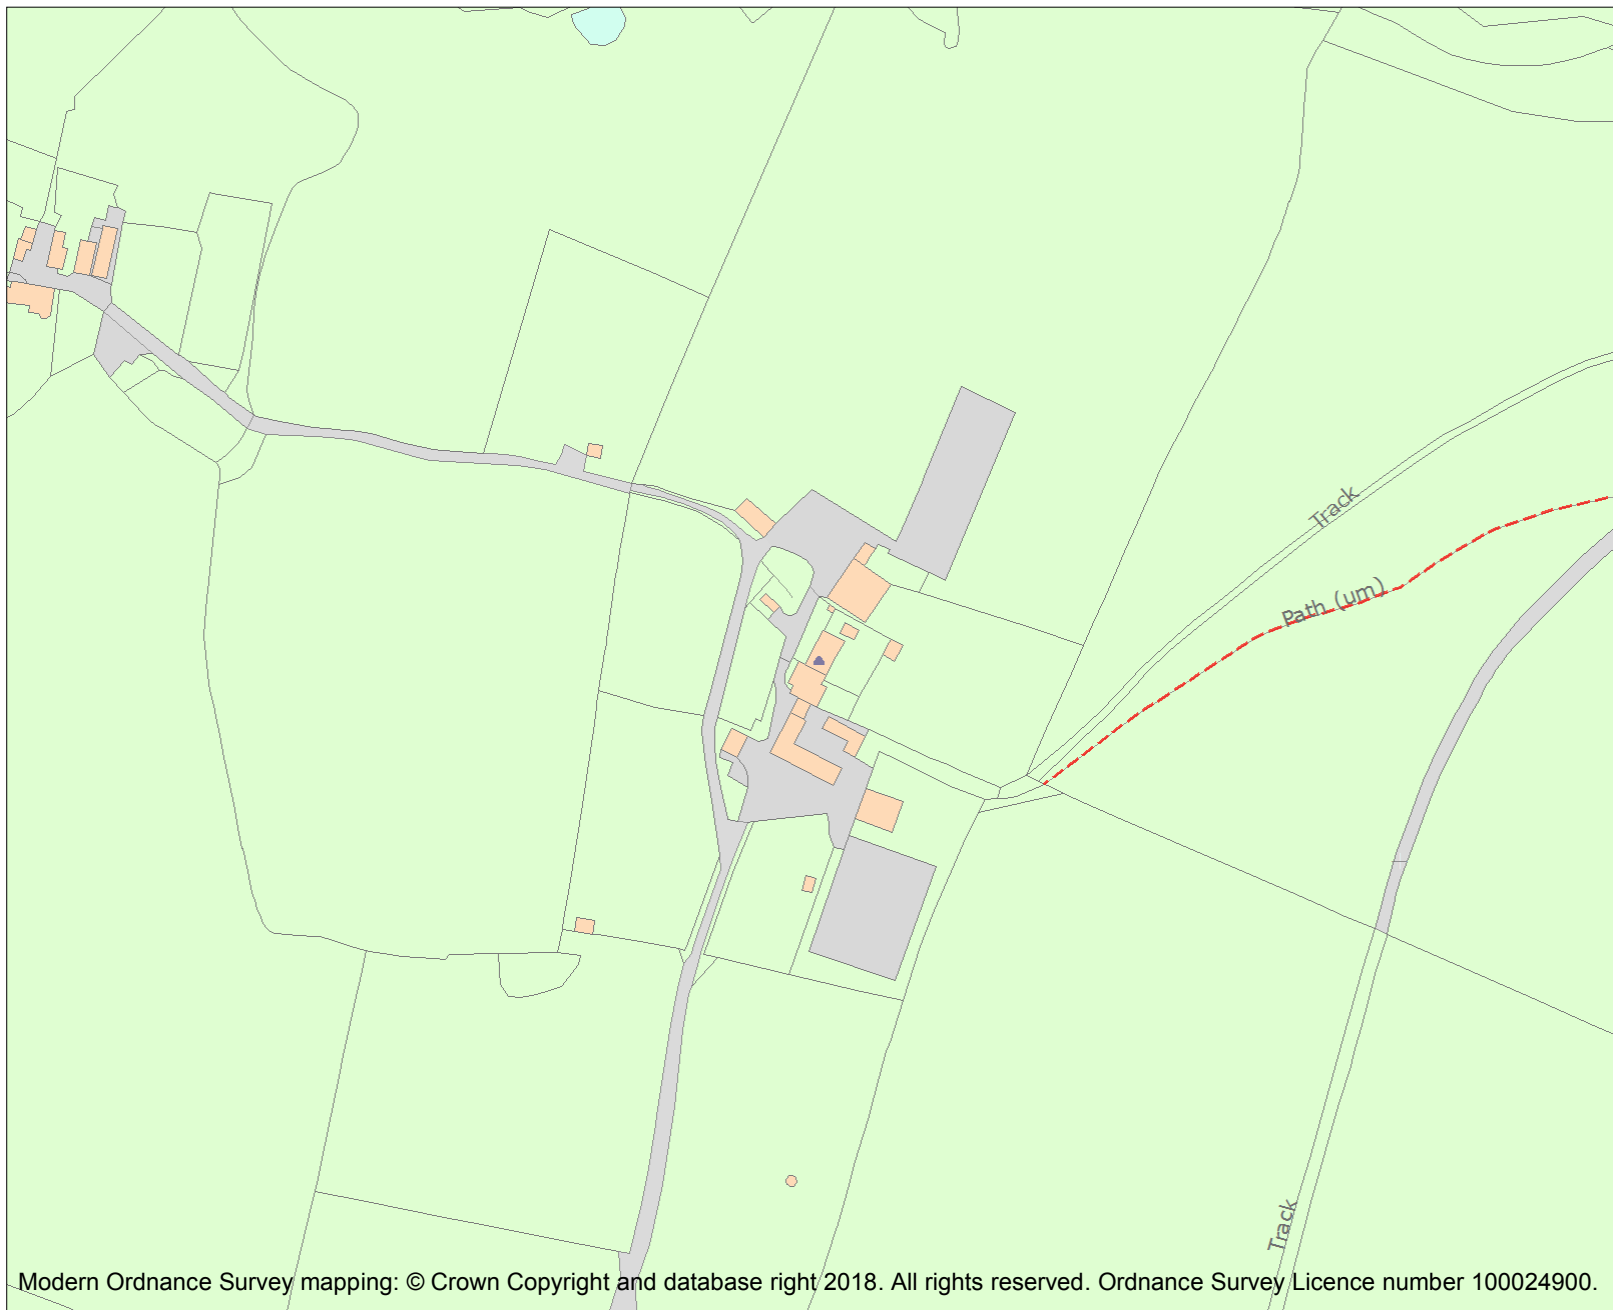 Track
Path (um)
Track
Modern Ordnance Survey mapping: © Crown Copyright and database right 2018. All rights reserved. Ordnance Survey Licence number 100024900.